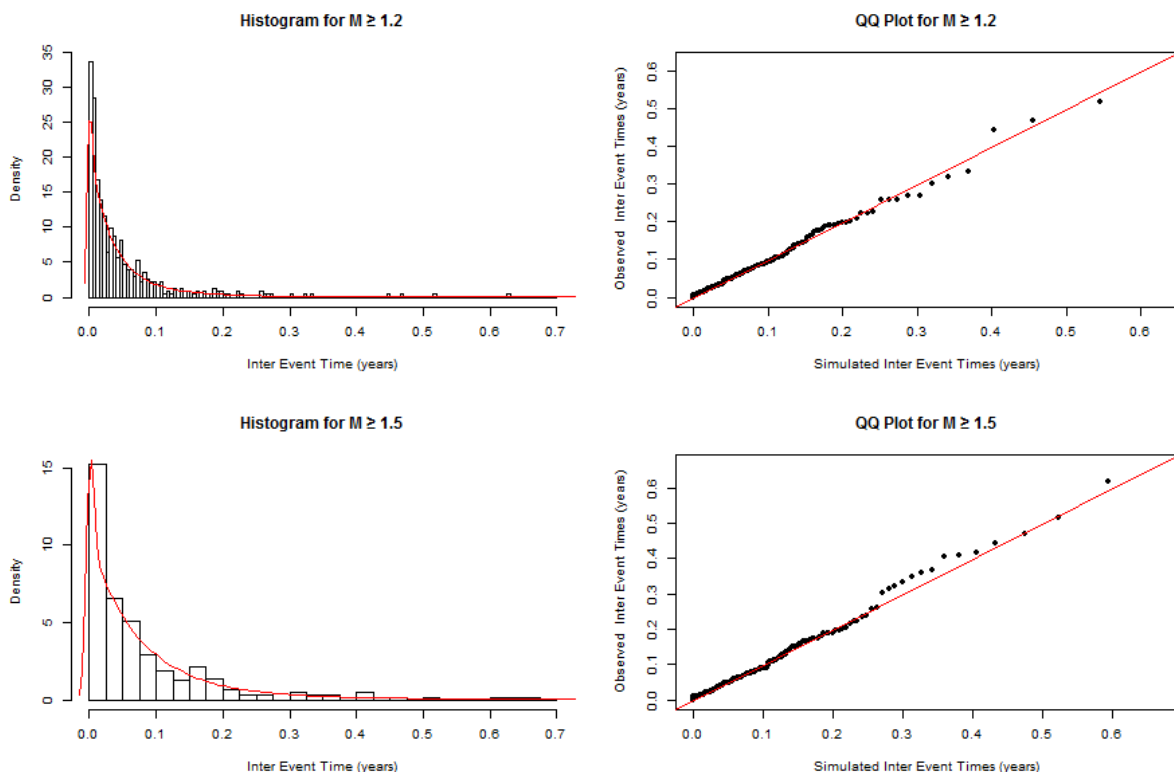 Histogram for M ≥ 1.2
Density
35
30
25
20
15
10
5
0
0.0 0.1 0.2 0.3 0.4 0.5 0.6 0.7
Inter Event Time (years)
QQ Plot for M ≥ 1.2
Observed Inter Event Times (years)
0.6
0.5
0.4
0.3
0.2
0.1
0.0
0.0 0.1 0.2 0.3 0.4 0.5 0.6
Simulated Inter Event Times (years)
Histogram for M ≥ 1.5
Density
15
10
5
0
0.0 0.1 0.2 0.3 0.4 0.5 0.6 0.7
Inter Event Time (years)
QQ Plot for M ≥ 1.5
Observed Inter Event Times (years)
0.6
0.5
0.4
0.3
0.2
0.1
0.0
0.0 0.1 0.2 0.3 0.4 0.5 0.6
Simulated Inter Event Times (years)